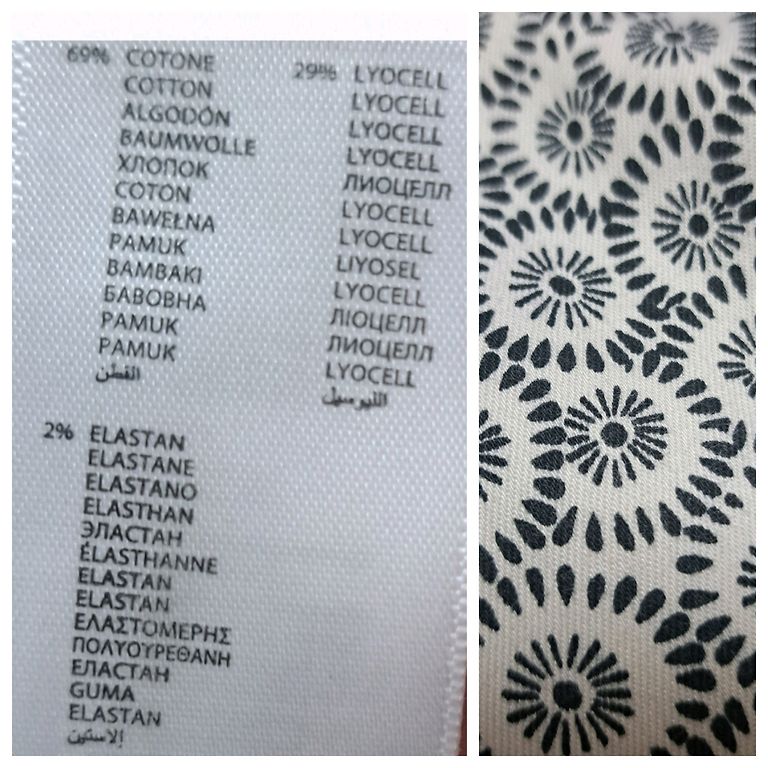 69% COTONE
COTTON
ALGODÓN
BAUMWOLLE
ХЛОПОК
COTON
BAWEŁNA
PAMUK
BAMBAKI
БАВОВНА
PAMUK
PAMUK
القطن
29% LYOCELL
LYOCELL
LYOCELL
LYOCELL
ЛИОЦЕЛЛ
LYOCELL
LYOCELL
LIYOSEL
LYOCELL
ЛІОЦЕЛЛ
ЛИОЦЕЛЛ
LYOCELL
الليوسيل
2% ELASTAN
ELASTANE
ELASTANO
ELASTHAN
ЭЛАСТАН
ÉLASTHANNE
ELASTAN
ELASTAN
ΕΛΑΣΤΟΜΕΡΗΣ
ΠΟΛΥΟΥΡΕΘΑΝΗ
ЕЛАСТАН
GUMA
ELASTAN
إلاستين